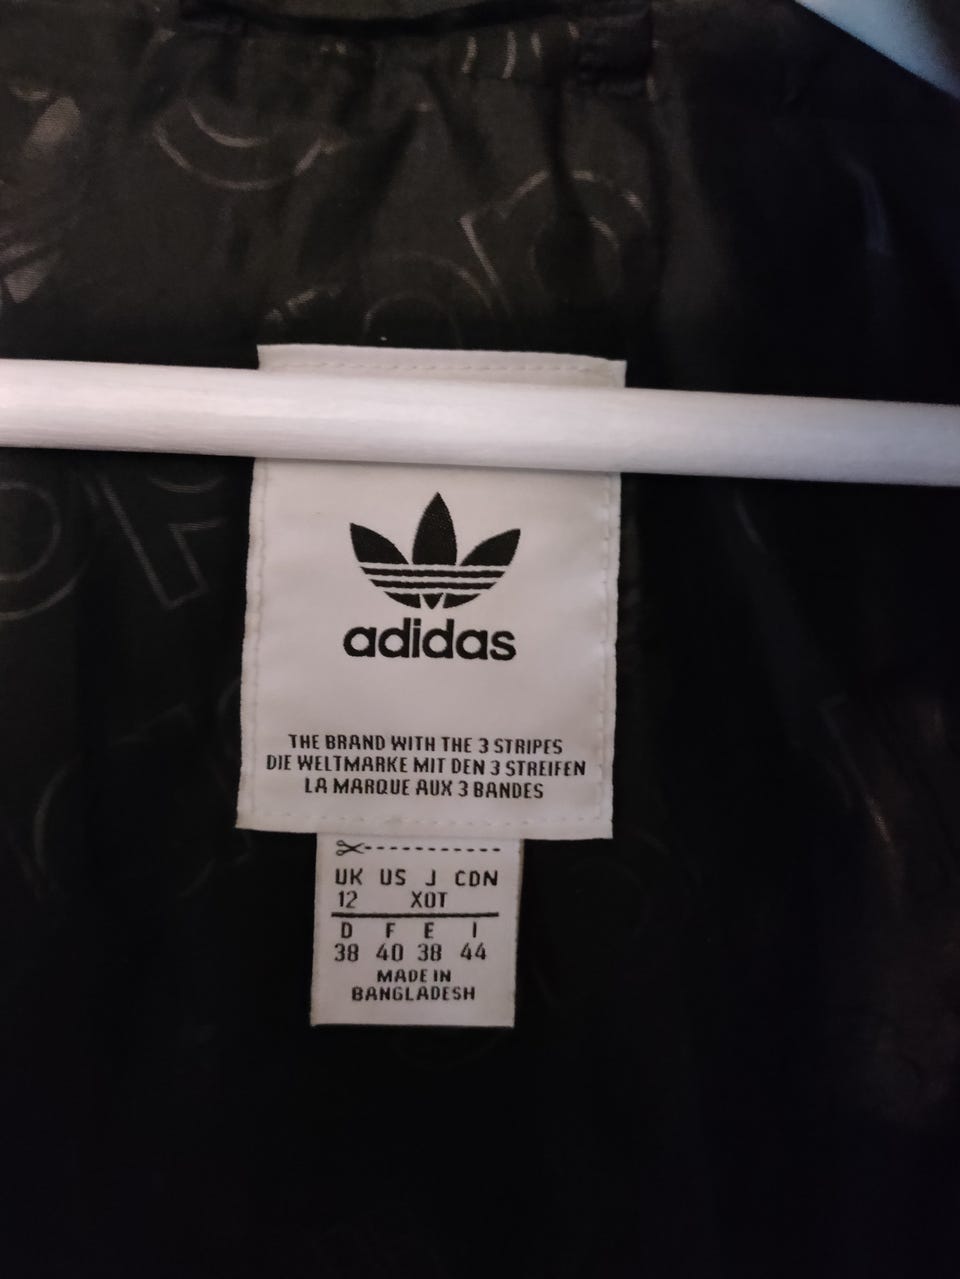 adidas
THE BRAND WITH THE 3 STRIPES
DIE WELTMARKE MIT DEN 3 STREIFEN
LA MARQUE AUX 3 BANDES
UK US J CDN
12 XOT
D F E I
38 40 38 44
MADE IN
BANGLADESH